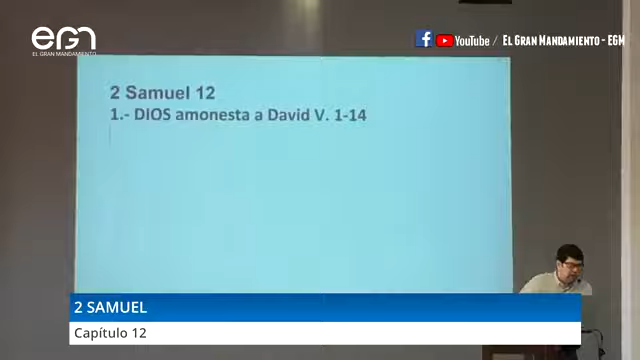 EGM
EL GRAN MANDAMIENTO
YouTube / EL GRAN MANDAMIENTO - EGM
2 Samuel 12
1.- DIOS amonesta a David V. 1-14
2 SAMUEL
Capítulo 12